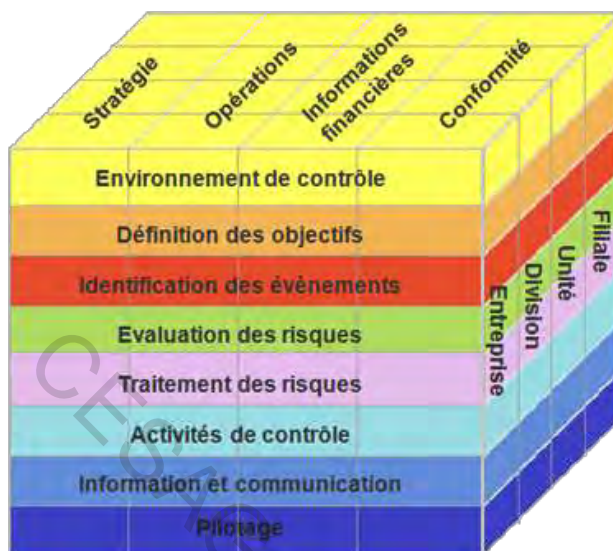 Stratégie
Opérations
Informations
financières
Conformité
Environnement de contrôle
Définition des objectifs
Identification des évènements
Evaluation des risques
Traitement des risques
Activités de contrôle
Information et communication
Pilotage
Entreprise
Division
Unité
Filiale